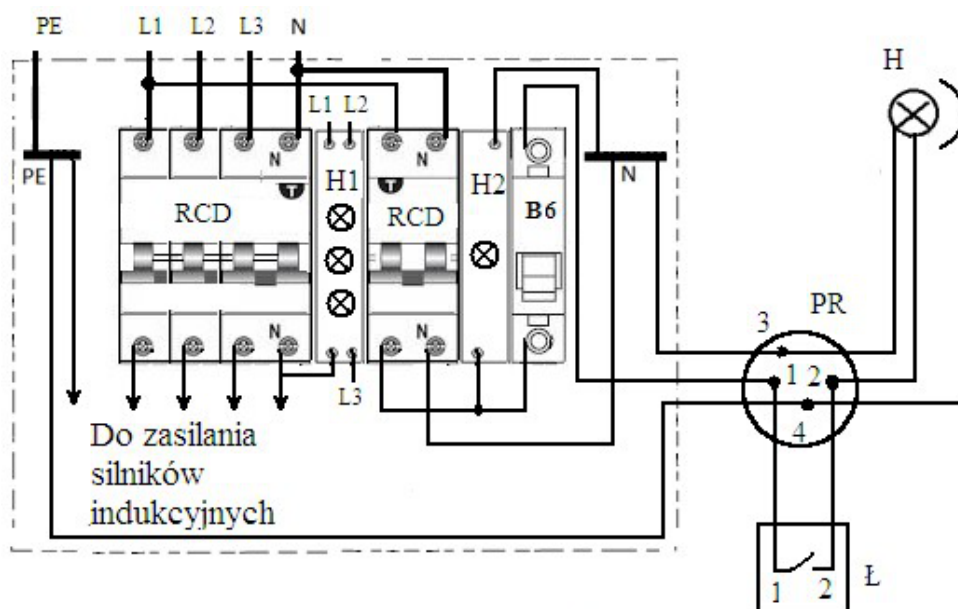 PE L1 L2 L3 N H
L1 L2
N N
PE H1 H2 N
T T
RCD RCD B6
PR
3
1 2
N N
L3
4
Do zasilania
silników
indukcyjnych
1 2 Ł